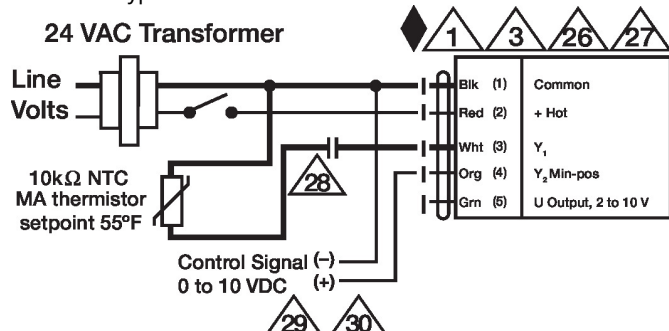 24 VAC Transformer
1 3 26 27
Line
Volts
Blk (1) Common
Red (2) + Hot
Wht (3) Y1
Org (4) Y2 Min-pos
Grn (5) U Output, 2 to 10 V
28
10kΩ NTC
MA thermistor
setpoint 55ºF
Control Signal (–)
0 to 10 VDC (+)
29 30